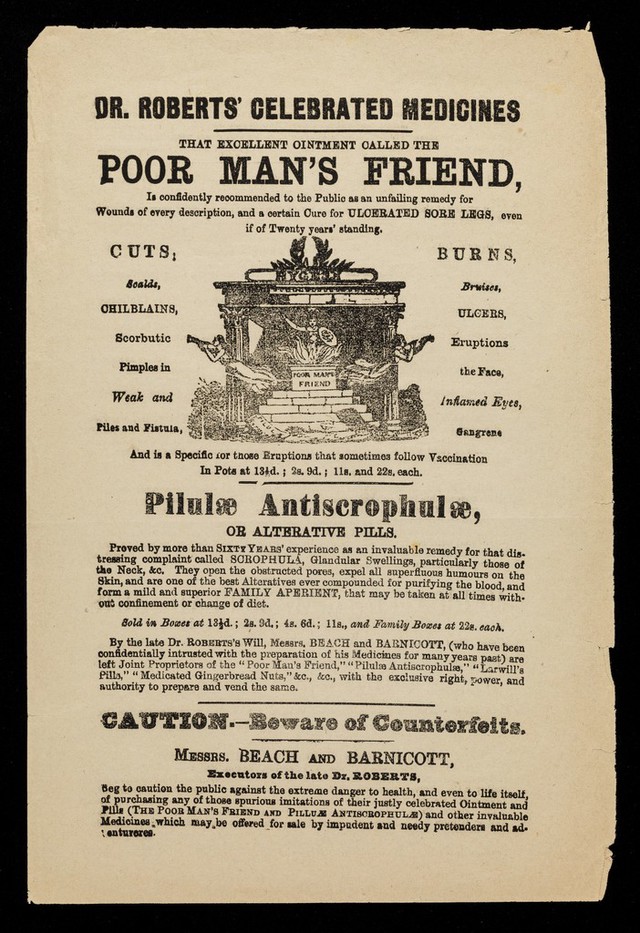 DR. ROBERTS' CELEBRATED MEDICINES
THAT EXCELLENT OINTMENT CALLED THE
POOR MAN'S FRIEND,
Is confidently recommended to the Public as an unfailing remedy for
Wounds of every description, and a certain Cure for ULCERATED SORE LEGS, even
if of Twenty years' standing.
CUTS;
Scalds,
CHILBLAINS,
Scorbutic
Pimples in
Weak and
Piles and Fistula,
HYGEIA
POOR MAN'S
FRIEND
BURNS,
Bruises,
ULCERS,
Eruptions
the Face,
Inflamed Eyes,
Gangrene
And is a Specific for those Eruptions that sometimes follow Vaccination
In Pots at 13½d. ; 2s. 9d. ; 11s. and 22s. each.
Pilulæ Antiscrophulæ,
OR ALTERATIVE PILLS.
Proved by more than SIXTY YEARS' experience as an invaluable remedy for that dis-
tressing complaint called SCROPHULA, Glandular Swellings, particularly those of
the Neck, &c. They open the obstructed pores, expel all superfluous humours on the
Skin, and are one of the best Alteratives ever compounded for purifying the blood, and
form a mild and superior FAMILY APERIENT, that may be taken at all times with-
out confinement or change of diet.
Sold in Boxes at 13½d. ; 2s. 9d. ; 4s. 6d. ; 11s., and Family Boxes at 22s. each.
By the late Dr. ROBERTS'S Will, Messrs. BEACH and BARNICOTT, (who have been
confidentially intrusted with the preparation of his Medicines for many years past) are
left Joint Proprietors of the "Poor Man's Friend," "Pilulæ Antiscrophulæ," "Larwill's
Pills," "Medicated Gingerbread Nuts," &c., &c., with the exclusive right, power, and
authority to prepare and vend the same.
CAUTION.—Beware of Counterfeits.
MESSRS. BEACH AND BARNICOTT,
Executors of the late Dr. ROBERTS,
Beg to caution the public against the extreme danger to health, and even to life itself,
of purchasing any of those spurious imitations of their justly celebrated Ointment and
Pills (THE POOR MAN'S FRIEND AND PILLULÆ ANTISCROPHULÆ) and other invaluable
Medicines which may be offered for sale by impudent and needy pretenders and ad-
venturers.